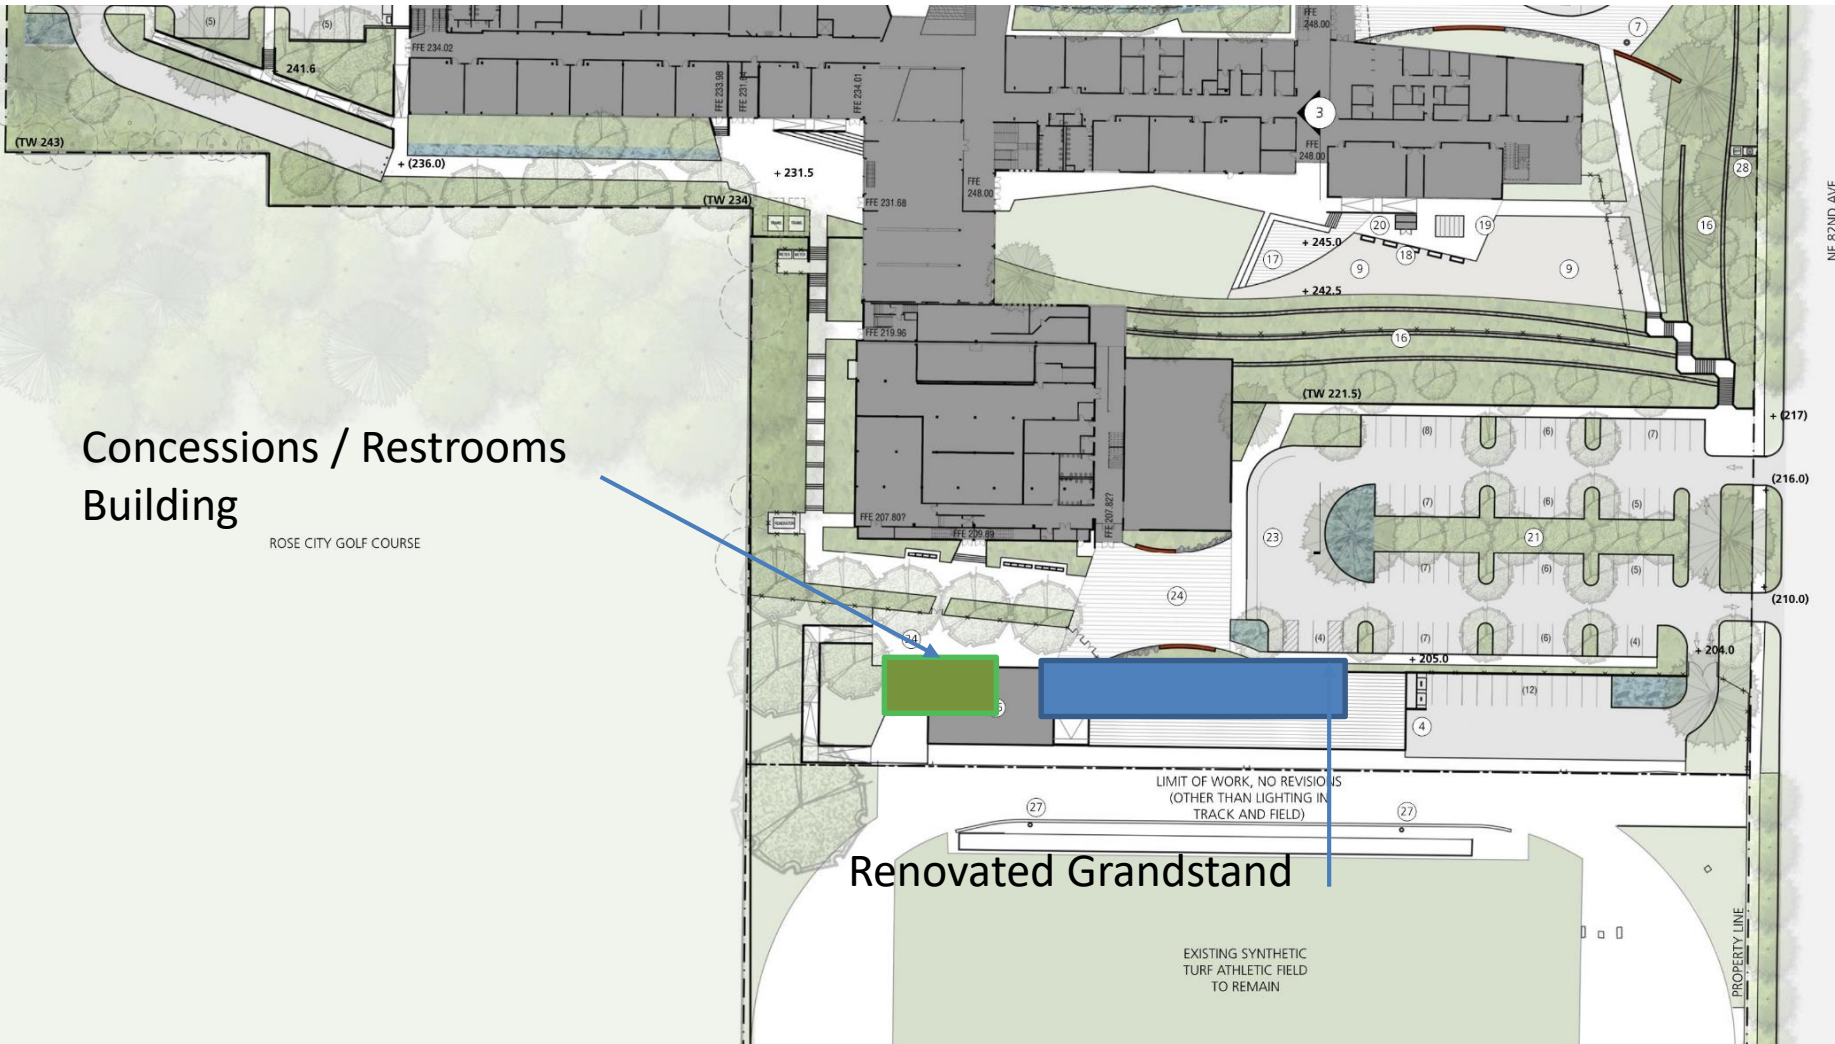 (5)
(5)
FFE 234.02
FFE
248.00
7
241.6
FFE 233.98
FFE 234.01
3
(TW 243)
+ (236.0)
FFE
248.00
28
+ 231.5
FFE
248.00
(TW 234)
FFE 231.68
NE 82ND AVE
20
19
16
+ 245.0
18
17
9
9
+ 242.5
FFE 219.96
16
(TW 221.5)
+ (217)
(8)
(6)
(7)
Concessions / Restrooms
Building
(216.0)
(7)
(6)
(5)
FFE 207.80?
FFE 209.89
FFE 207.82?
ROSE CITY GOLF COURSE
23
21
(7)
(6)
(5)
24
(210.0)
(4)
(7)
(6)
(4)
+ 204.0
+ 205.0
(12)
4
LIMIT OF WORK, NO REVISIONS
(OTHER THAN LIGHTING IN
TRACK AND FIELD)
27
27
Renovated Grandstand
EXISTING SYNTHETIC
TURF ATHLETIC FIELD
TO REMAIN
PROPERTY LINE